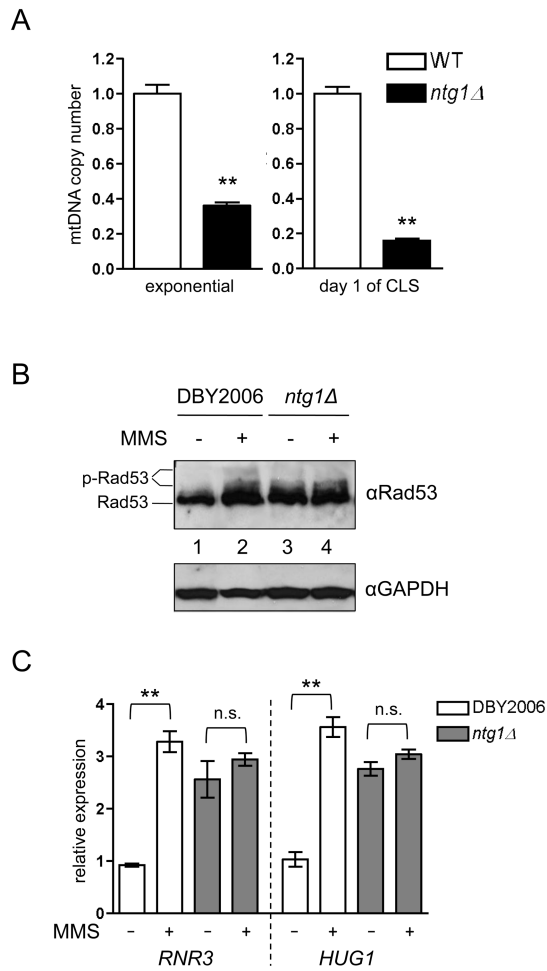 A
mtDNA copy number
1.2
1.0
0.8
0.6
0.4
0.2
0.0
**
exponential
1.2
1.0
0.8
0.6
0.4
0.2
0.0
**
day 1 of CLS
WT
ntg1Δ
B
DBY2006 ntg1Δ
MMS - + - +
p-Rad53
Rad53
αRad53
1 2 3 4
αGAPDH
C
relative expression
4
3
2
1
0
** n.s. ** n.s.
DBY2006
ntg1Δ
MMS - + - + - + - +
RNR3 HUG1